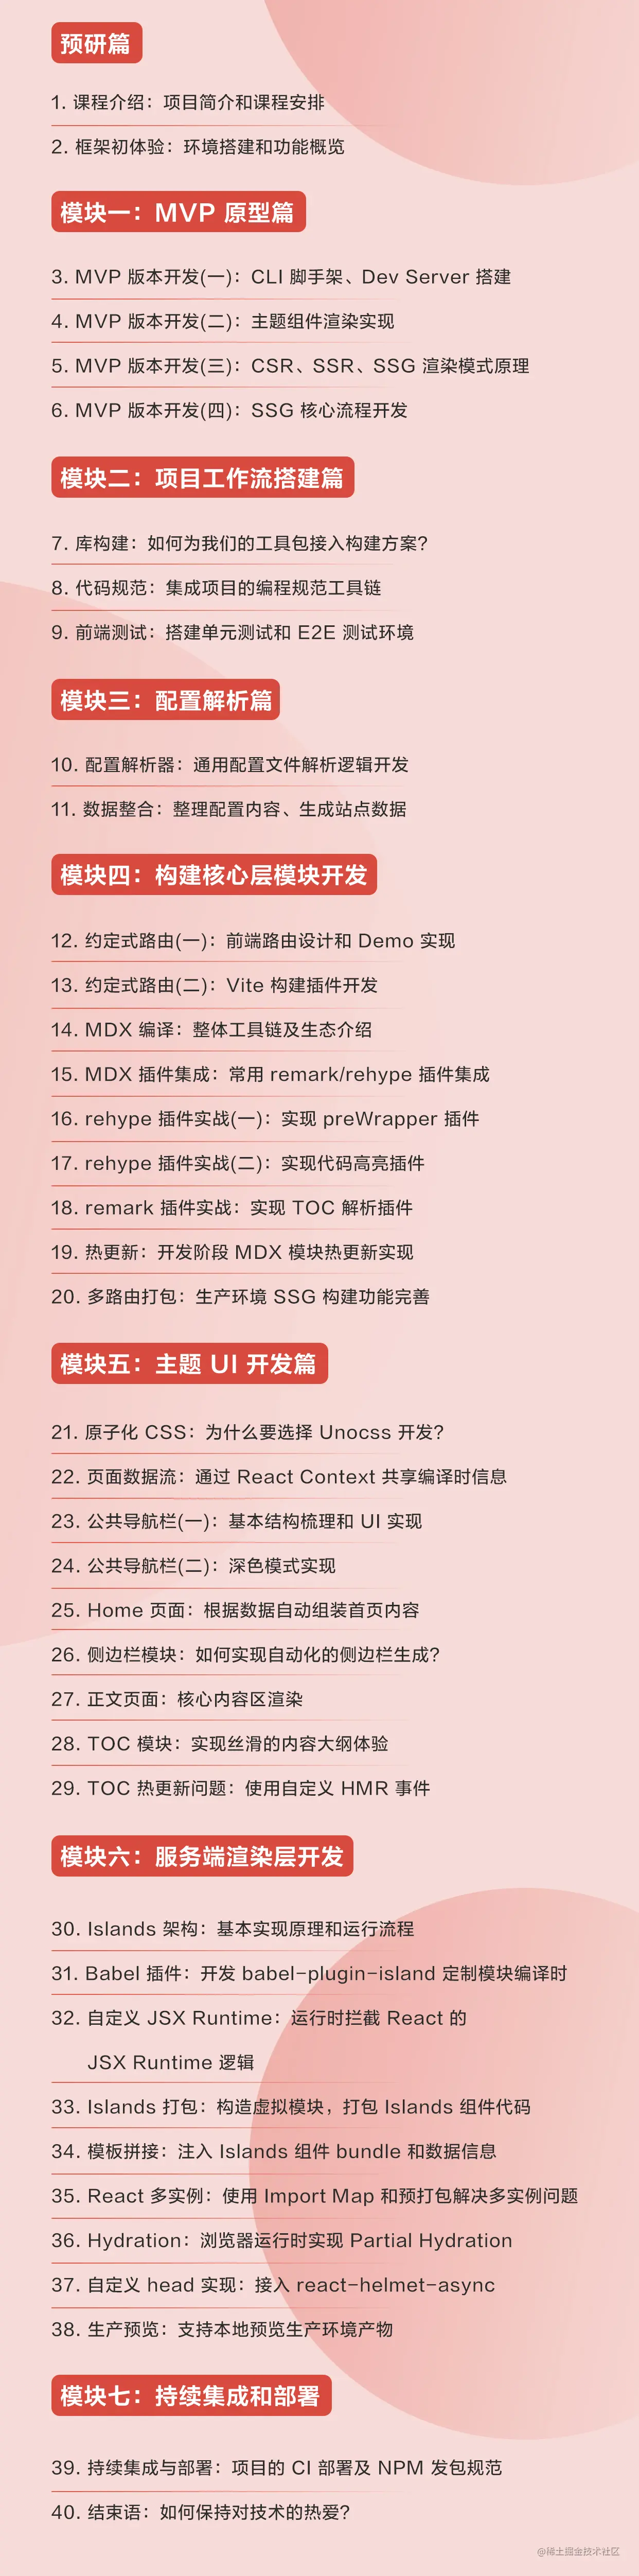 预研篇
1. 课程介绍：项目简介和课程安排
2. 框架初体验：环境搭建和功能概览
模块一：MVP 原型篇
3. MVP 版本开发(一)：CLI 脚手架、Dev Server 搭建
4. MVP 版本开发(二)：主题组件渲染实现
5. MVP 版本开发(三)：CSR、SSR、SSG 渲染模式原理
6. MVP 版本开发(四)：SSG 核心流程开发
模块二：项目工作流搭建篇
7. 库构建：如何为我们的工具包接入构建方案？
8. 代码规范：集成项目的编程规范工具链
9. 前端测试：搭建单元测试和 E2E 测试环境
模块三：配置解析篇
10. 配置解析器：通用配置文件解析逻辑开发
11. 数据整合：整理配置内容、生成站点数据
模块四：构建核心层模块开发
12. 约定式路由(一)：前端路由设计和 Demo 实现
13. 约定式路由(二)：Vite 构建插件开发
14. MDX 编译：整体工具链及生态介绍
15. MDX 插件集成：常用 remark/rehype 插件集成
16. rehype 插件实战(一)：实现 preWrapper 插件
17. rehype 插件实战(二)：实现代码高亮插件
18. remark 插件实战：实现 TOC 解析插件
19. 热更新：开发阶段 MDX 模块热更新实现
20. 多路由打包：生产环境 SSG 构建功能完善
模块五：主题 UI 开发篇
21. 原子化 CSS：为什么要选择 Unocss 开发？
22. 页面数据流：通过 React Context 共享编译时信息
23. 公共导航栏(一)：基本结构梳理和 UI 实现
24. 公共导航栏(二)：深色模式实现
25. Home 页面：根据数据自动组装首页内容
26. 侧边栏模块：如何实现自动化的侧边栏生成？
27. 正文页面：核心内容区渲染
28. TOC 模块：实现丝滑的内容大纲体验
29. TOC 热更新问题：使用自定义 HMR 事件
模块六：服务端渲染层开发
30. Islands 架构：基本实现原理和运行流程
31. Babel 插件：开发 babel-plugin-island 定制模块编译时
32. 自定义 JSX Runtime：运行时拦截 React 的
JSX Runtime 逻辑
33. Islands 打包：构造虚拟模块，打包 Islands 组件代码
34. 模板拼接：注入 Islands 组件 bundle 和数据信息
35. React 多实例：使用 Import Map 和预打包解决多实例问题
36. Hydration：浏览器运行时实现 Partial Hydration
37. 自定义 head 实现：接入 react-helmet-async
38. 生产预览：支持本地预览生产环境产物
模块七：持续集成和部署
39. 持续集成与部署：项目的 CI 部署及 NPM 发包规范
40. 结束语：如何保持对技术的热爱？
@稀土掘金技术社区